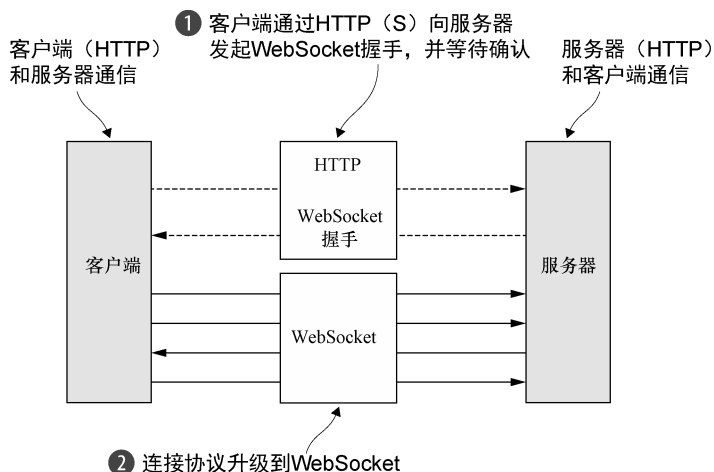 ❶ 客户端通过HTTP（S）向服务器
发起WebSocket握手，并等待确认
客户端（HTTP）
和服务器通信
服务器（HTTP）
和客户端通信
HTTP
WebSocket
握手
客户端
服务器
WebSocket
❷ 连接协议升级到WebSocket